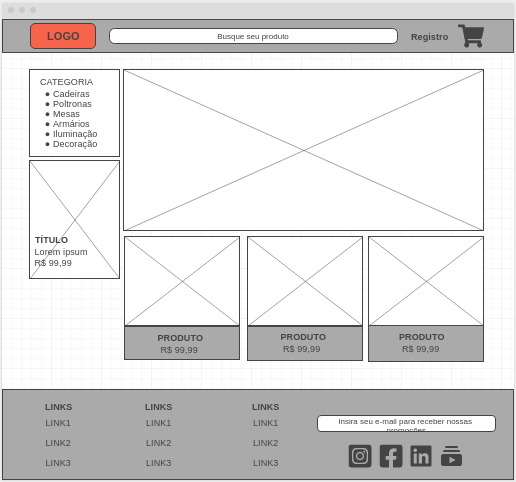 LOGO
Busque seu produto
Registro
CATEGORIA
● Cadeiras
● Poltronas
● Mesas
● Armários
● Iluminação
● Decoração
TÍTULO
Lorem ipsum
R$ 99,99
PRODUTO
R$ 99,99
PRODUTO
R$ 99,99
PRODUTO
R$ 99,99
LINKS
LINK1
LINK2
LINK3
LINKS
LINK1
LINK2
LINK3
LINKS
LINK1
LINK2
LINK3
Insira seu e-mail para receber nossas
promoções